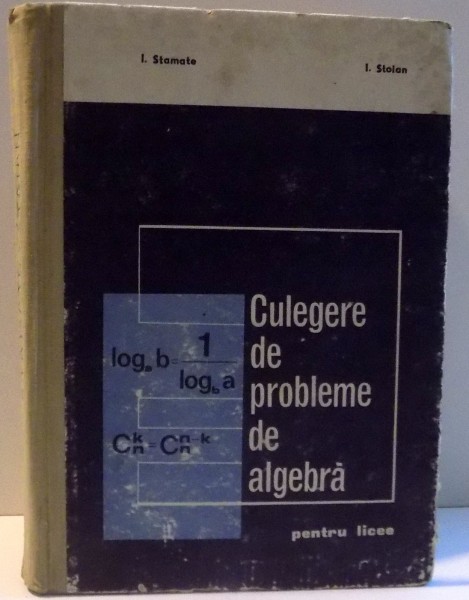 I. Stamate
I. Stoian
Culegere
de
probleme
de
algebră
logₐ b = 1/log_b a
Cₙᵏ = Cₙⁿ⁻ᵏ
pentru licee